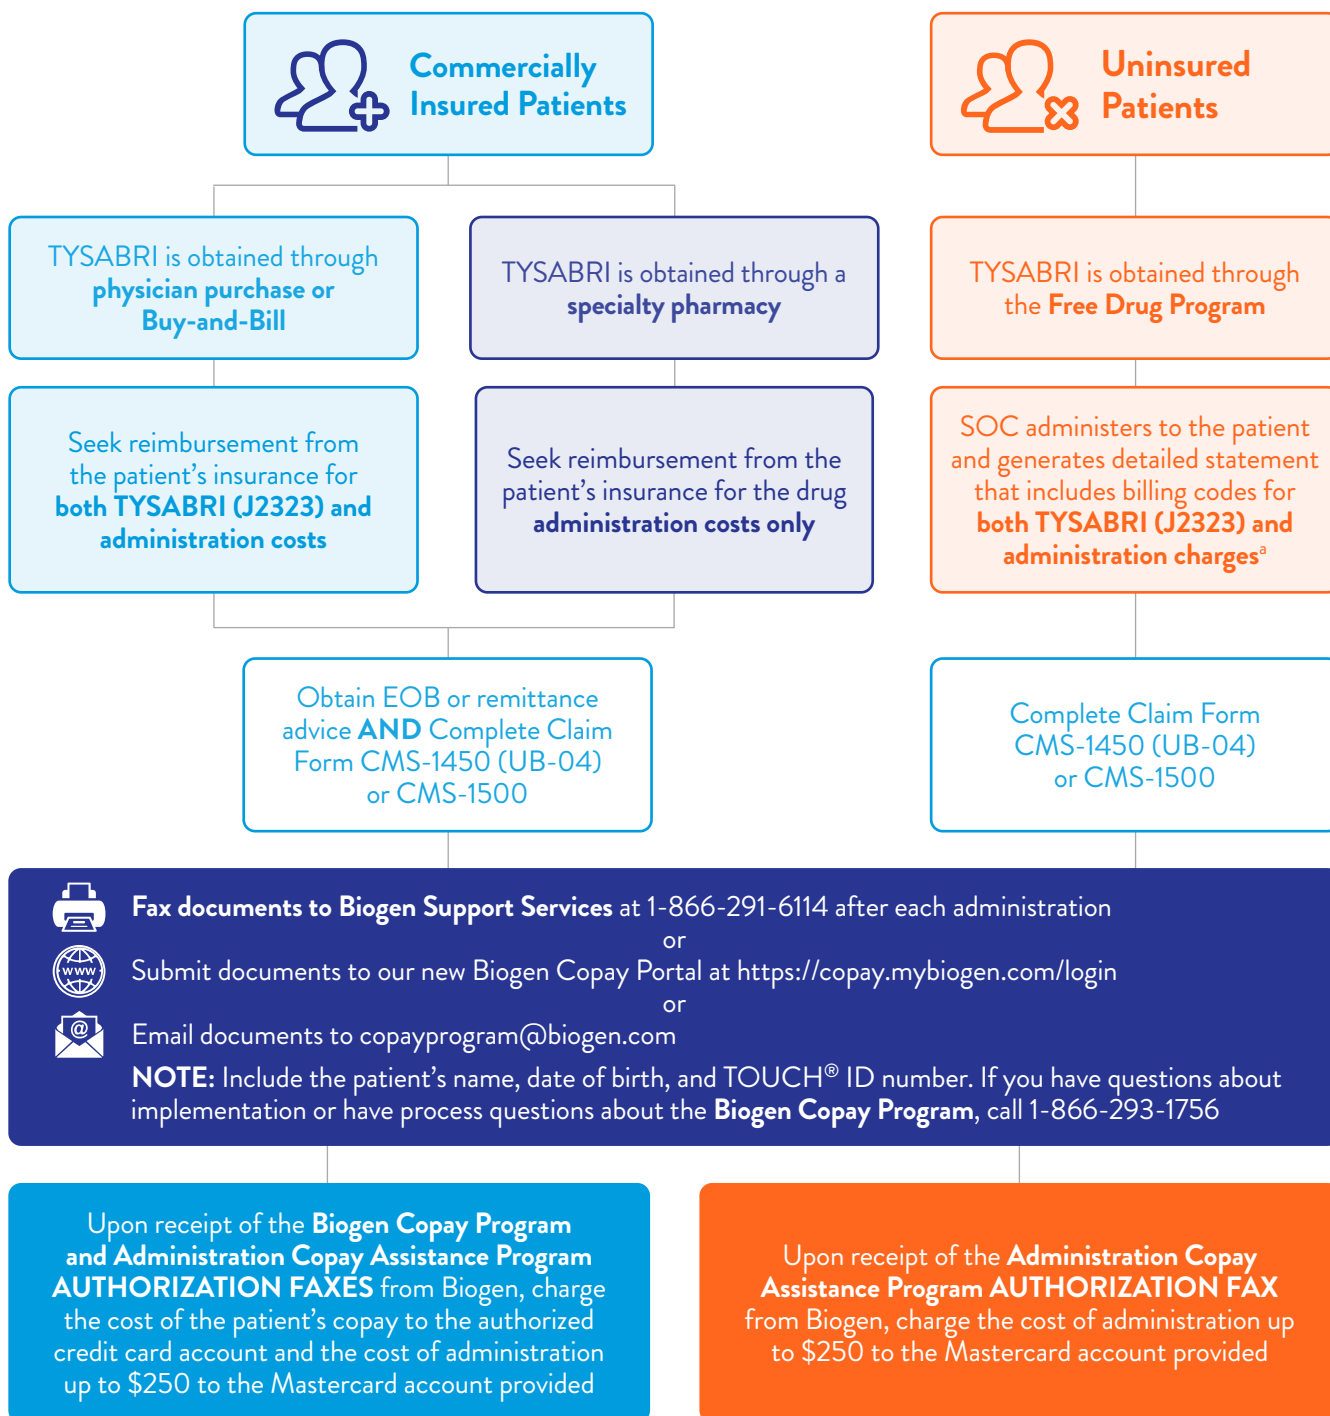 Commercially
Insured Patients
Uninsured
Patients
TYSABRI is obtained through
physician purchase or
Buy-and-Bill
TYSABRI is obtained through a
specialty pharmacy
TYSABRI is obtained through
the Free Drug Program
Seek reimbursement from
the patient's insurance for
both TYSABRI (J2323) and
administration costs
Seek reimbursement from the
patient's insurance for the drug
administration costs only
SOC administers to the patient
and generates detailed statement
that includes billing codes for
both TYSABRI (J2323) and
administration chargesᵃ
Obtain EOB or remittance
advice AND Complete Claim
Form CMS-1450 (UB-04)
or CMS-1500
Complete Claim Form
CMS-1450 (UB-04)
or CMS-1500
Fax documents to Biogen Support Services at 1-866-291-6114 after each administration
or
www
Submit documents to our new Biogen Copay Portal at https://copay.mybiogen.com/login
or
@
Email documents to copayprogram@biogen.com
NOTE: Include the patient's name, date of birth, and TOUCH® ID number. If you have questions about
implementation or have process questions about the Biogen Copay Program, call 1-866-293-1756
Upon receipt of the Biogen Copay Program
and Administration Copay Assistance Program
AUTHORIZATION FAXES from Biogen, charge
the cost of the patient's copay to the authorized
credit card account and the cost of administration
up to $250 to the Mastercard account provided
Upon receipt of the Administration Copay
Assistance Program AUTHORIZATION FAX
from Biogen, charge the cost of administration up
to $250 to the Mastercard account provided